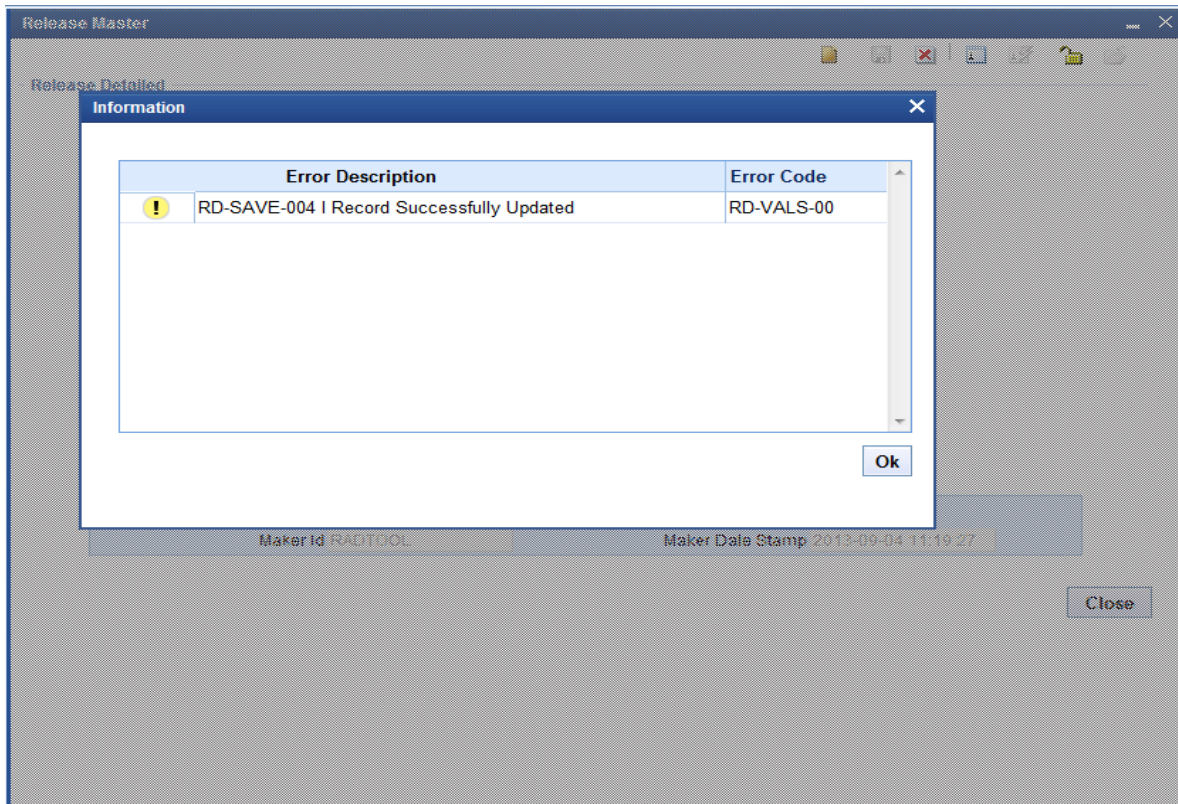 Release Master
Release Detailed
Information
Error Description Error Code
RD-SAVE-004 I Record Successfully Updated RD-VALS-00
Ok
Maker Id RADTOOL Maker Date Stamp 2013-09-04 11:19:27
Close